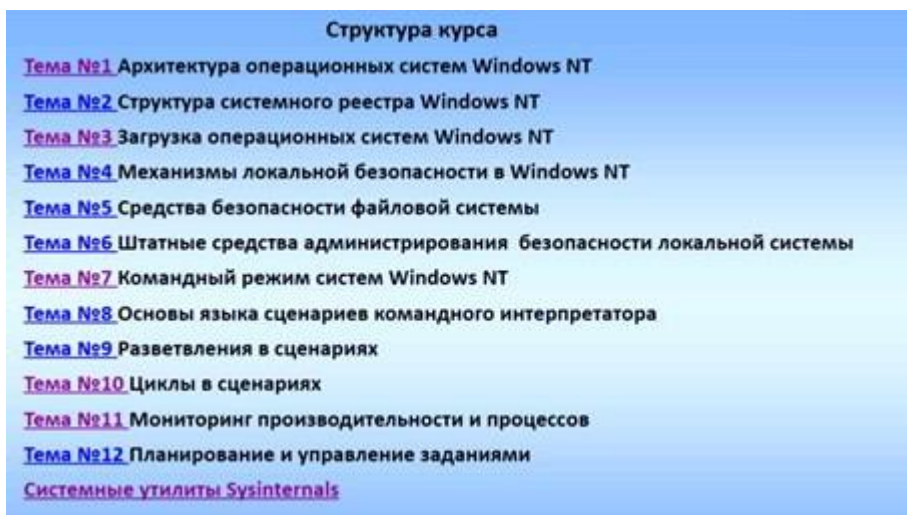 Структура курса
Тема №1 Архитектура операционных систем Windows NT
Тема №2 Структура системного реестра Windows NT
Тема №3 Загрузка операционных систем Windows NT
Тема №4 Механизмы локальной безопасности в Windows NT
Тема №5 Средства безопасности файловой системы
Тема №6 Штатные средства администрирования безопасности локальной системы
Тема №7 Командный режим систем Windows NT
Тема №8 Основы языка сценариев командного интерпретатора
Тема №9 Разветвления в сценариях
Тема №10 Циклы в сценариях
Тема №11 Мониторинг производительности и процессов
Тема №12 Планирование и управление заданиями
Системные утилиты Sysinternals